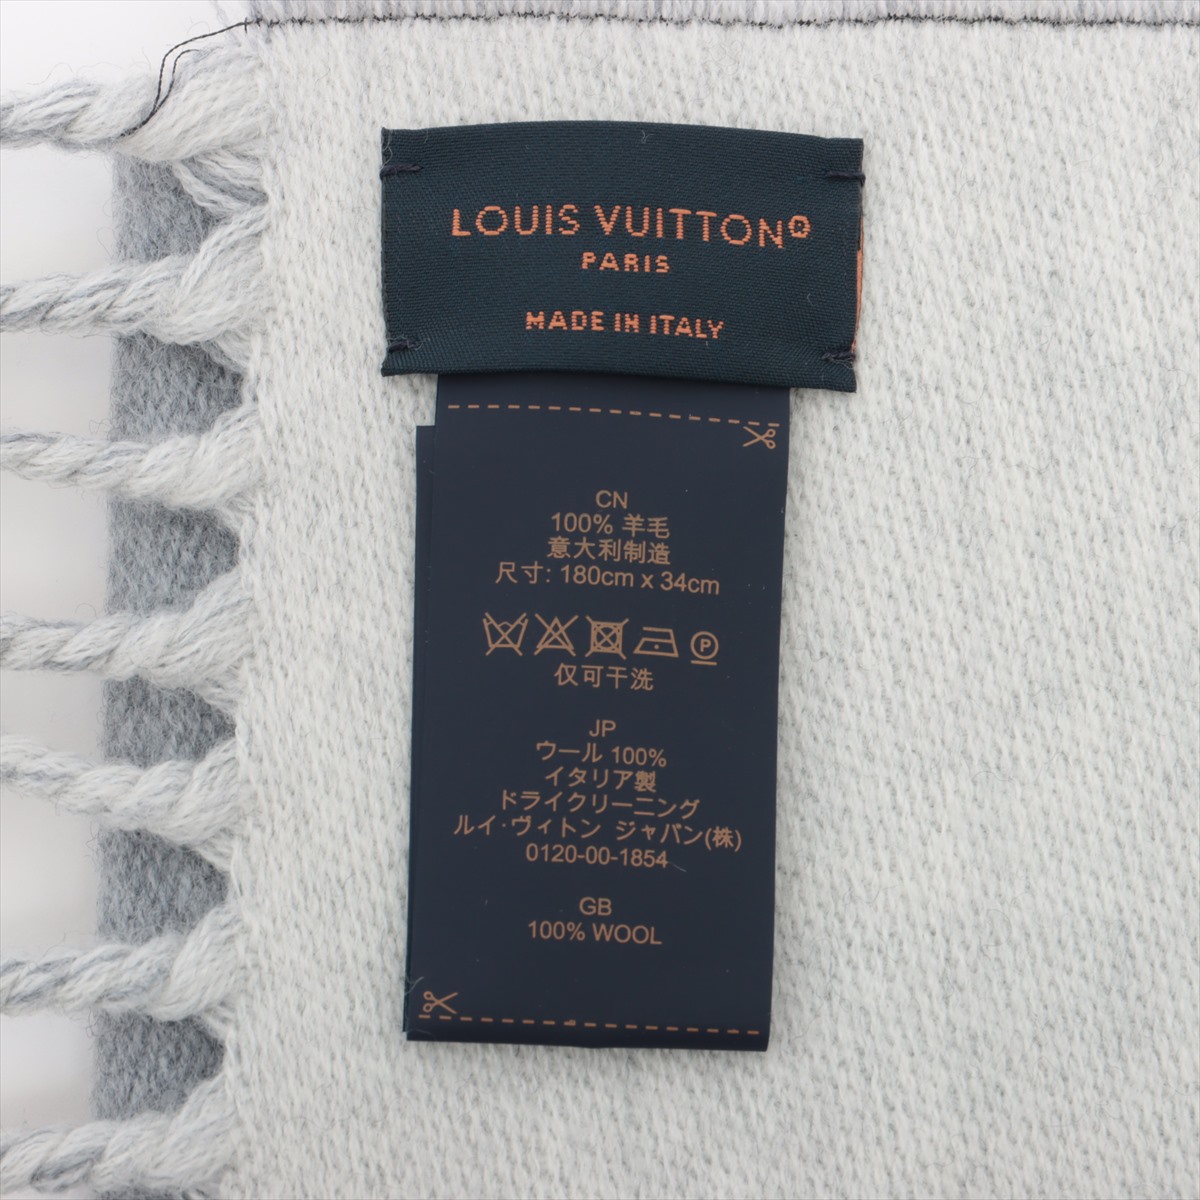 LOUIS VUITTON®
PARIS
MADE IN ITALY
CN
100% 羊毛
意大利制造
尺寸: 180cm x 34cm
P
仅可干洗
JP
ウール 100%
イタリア製
ドライクリーニング
ルイ·ヴィトン ジャパン(株)
0120-00-1854
GB
100% WOOL